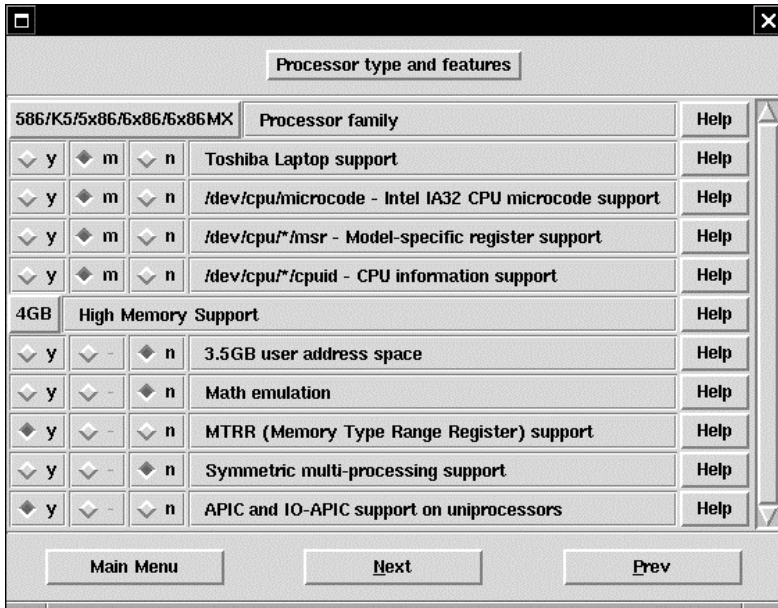 Processor type and features
586/K5/5x86/6x86/6x86MX Processor family Help
y m n Toshiba Laptop support Help
y m n /dev/cpu/microcode - Intel IA32 CPU microcode support Help
y m n /dev/cpu/*/msr - Model-specific register support Help
y m n /dev/cpu/*/cpuid - CPU information support Help
4GB High Memory Support Help
y - n 3.5GB user address space Help
y - n Math emulation Help
y - n MTRR (Memory Type Range Register) support Help
y - n Symmetric multi-processing support Help
y - n APIC and IO-APIC support on uniprocessors Help
Main Menu Next Prev